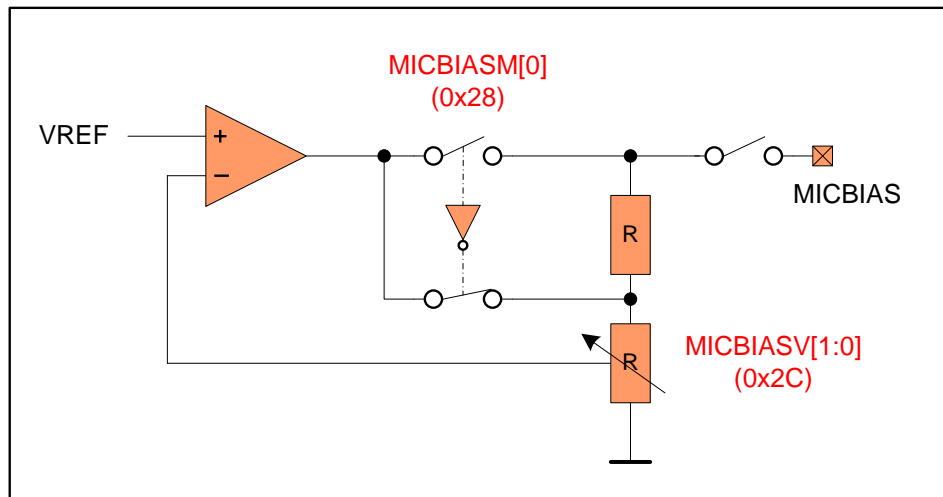 MICBIASM[0]
(0x28)
VREF
+
−
MICBIAS
R
R
MICBIASV[1:0]
(0x2C)